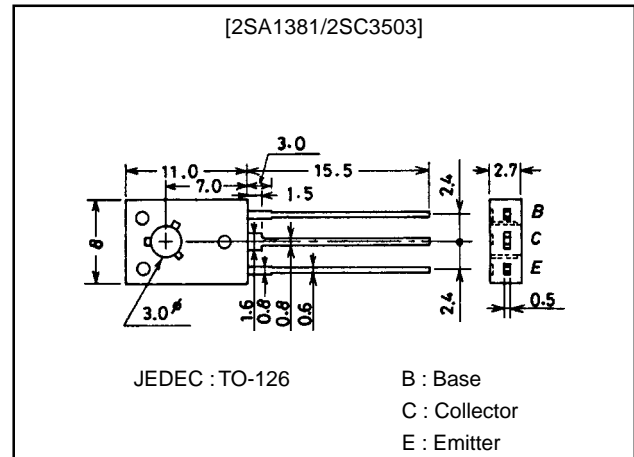 [2SA1381/2SC3503]
3.0
11.0
15.5
2.7
7.0
1.5
2.4
8
B
C
E
3.0ø
1.6
0.8
0.8
0.6
2.4
0.5
JEDEC : TO-126
B : Base
C : Collector
E : Emitter